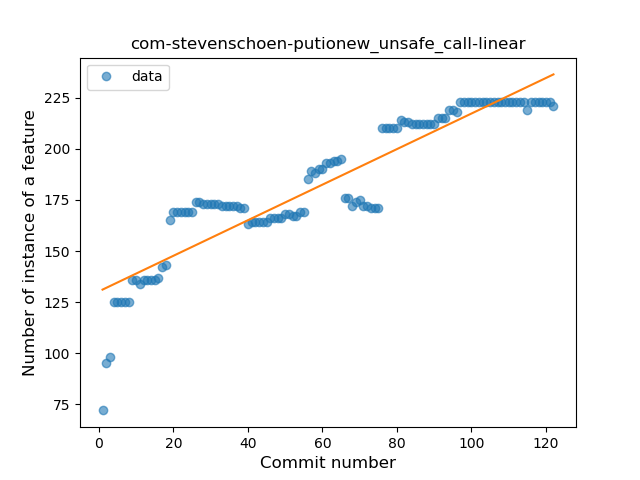 com-stevenschoen-putionew_unsafe_call-linear
data
Number of instance of a feature
225
200
175
150
125
100
75
0 20 40 60 80 100 120
Commit number